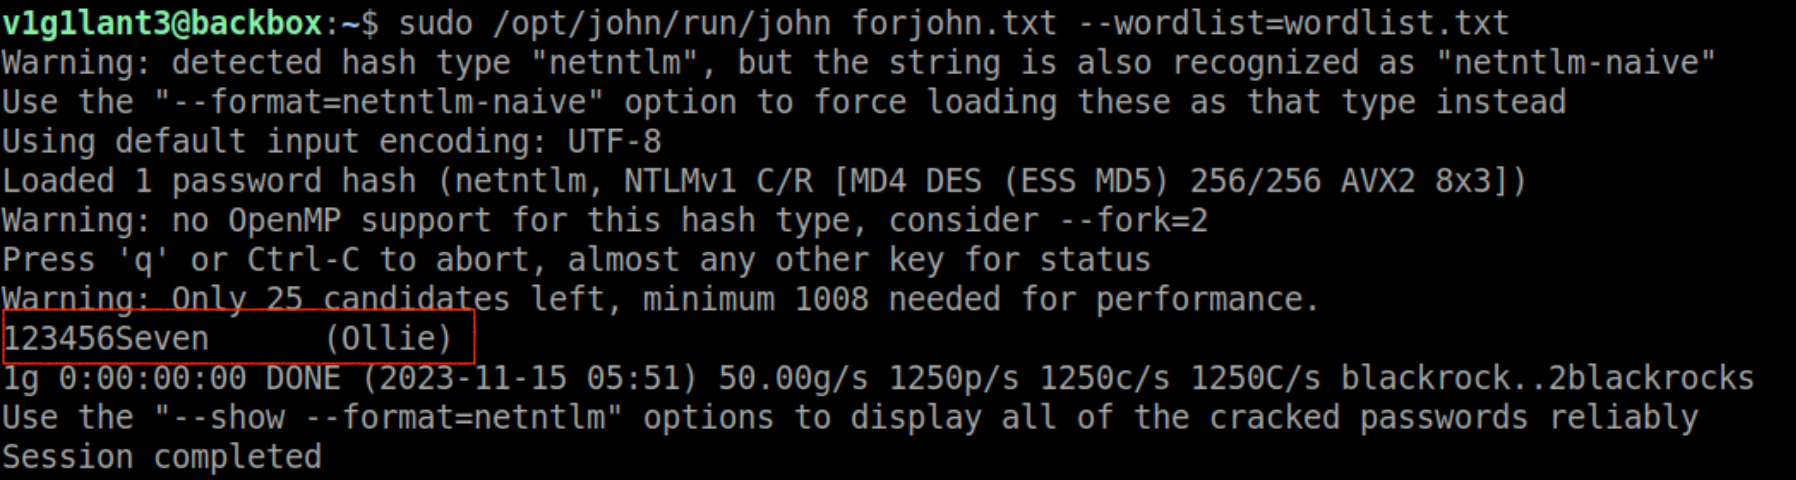 v1g1lant3@backbox:~$ sudo /opt/john/run/john forjohn.txt --wordlist=wordlist.txt
Warning: detected hash type "netntlm", but the string is also recognized as "netntlm-naive"
Use the "--format=netntlm-naive" option to force loading these as that type instead
Using default input encoding: UTF-8
Loaded 1 password hash (netntlm, NTLMv1 C/R [MD4 DES (ESS MD5) 256/256 AVX2 8x3])
Warning: no OpenMP support for this hash type, consider --fork=2
Press 'q' or Ctrl-C to abort, almost any other key for status
Warning: Only 25 candidates left, minimum 1008 needed for performance.
123456Seven      (Ollie)
1g 0:00:00:00 DONE (2023-11-15 05:51) 50.00g/s 1250p/s 1250c/s 1250C/s blackrock..2blackrocks
Use the "--show --format=netntlm" options to display all of the cracked passwords reliably
Session completed